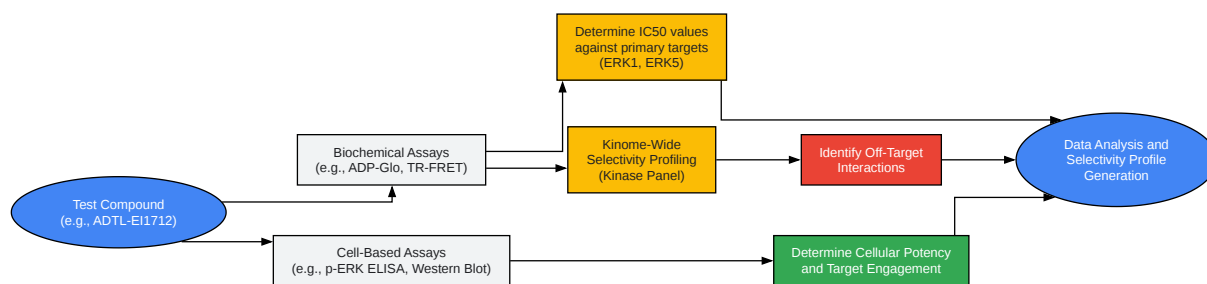 Determine IC50 values
against primary targets
(ERK1, ERK5)
Biochemical Assays
(e.g., ADP-Glo, TR-FRET)
Kinome-Wide
Selectivity Profiling
(Kinase Panel)
Identify Off-Target
Interactions
Data Analysis and
Selectivity Profile
Generation
Test Compound
(e.g., ADTL-EI1712)
Cell-Based Assays
(e.g., p-ERK ELISA, Western Blot)
Determine Cellular Potency
and Target Engagement